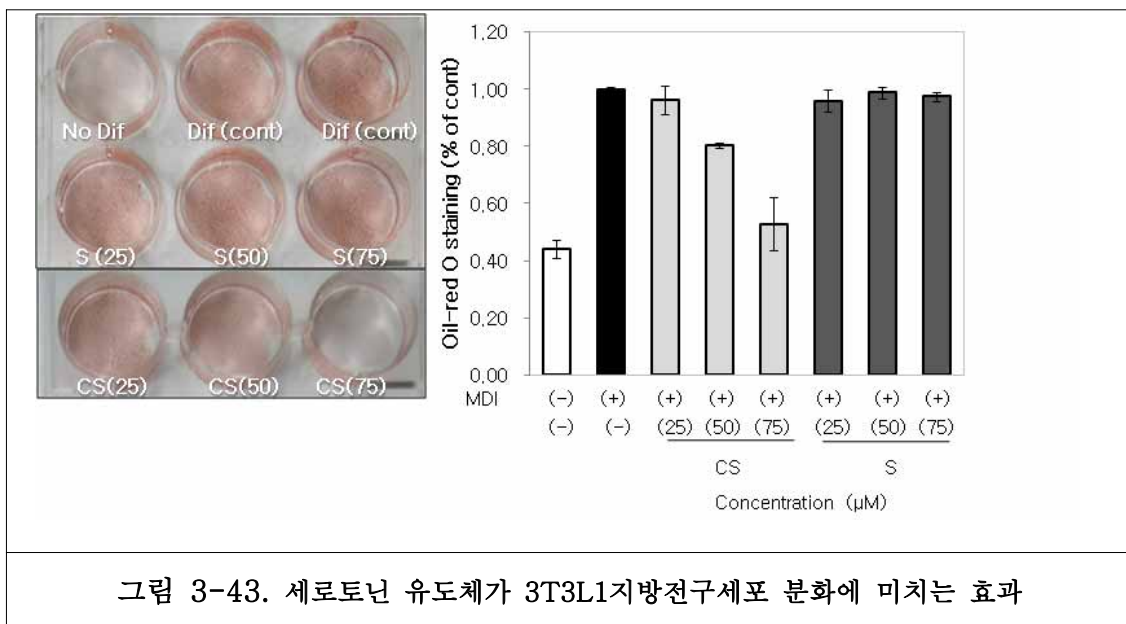 No Dif Dif (cont) Dif (cont)
S (25) S(50) S(75)
CS(25) CS(50) CS(75)
Oil-red O staining (% of cont)
1.20
1.00
0.80
0.60
0.40
0.20
0.00
MDI (-) (+) (+) (+) (+) (+) (+) (+)
(-) (-) (25) (50) (75) (25) (50) (75)
CS S
Concentration (μM)
그림 3-43. 세로토닌 유도체가 3T3L1지방전구세포 분화에 미치는 효과